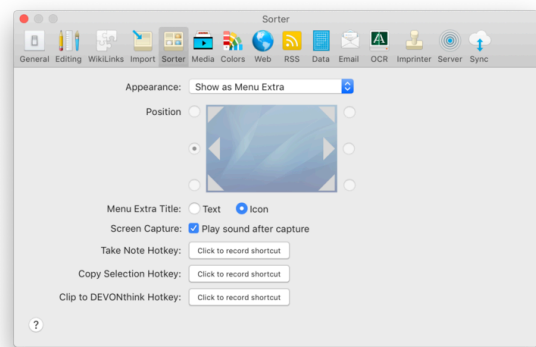 Sorter
General Editing WikiLinks Import Sorter Media Colors Web RSS Data Email OCR Imprinter Server Sync
Appearance: Show as Menu Extra
Position
Menu Extra Title: Text Icon
Screen Capture: Play sound after capture
Take Note Hotkey: Click to record shortcut
Copy Selection Hotkey: Click to record shortcut
Clip to DEVONthink Hotkey: Click to record shortcut
?